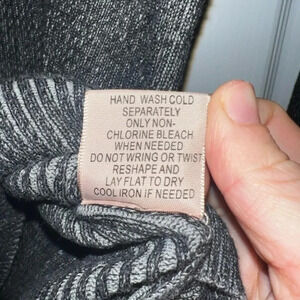 HAND WASH COLD
SEPARATELY
ONLY NON-
CHLORINE BLEACH
WHEN NEEDED
DO NOT WRING OR TWIST
RESHAPE AND
LAY FLAT TO DRY
COOL IRON IF NEEDED